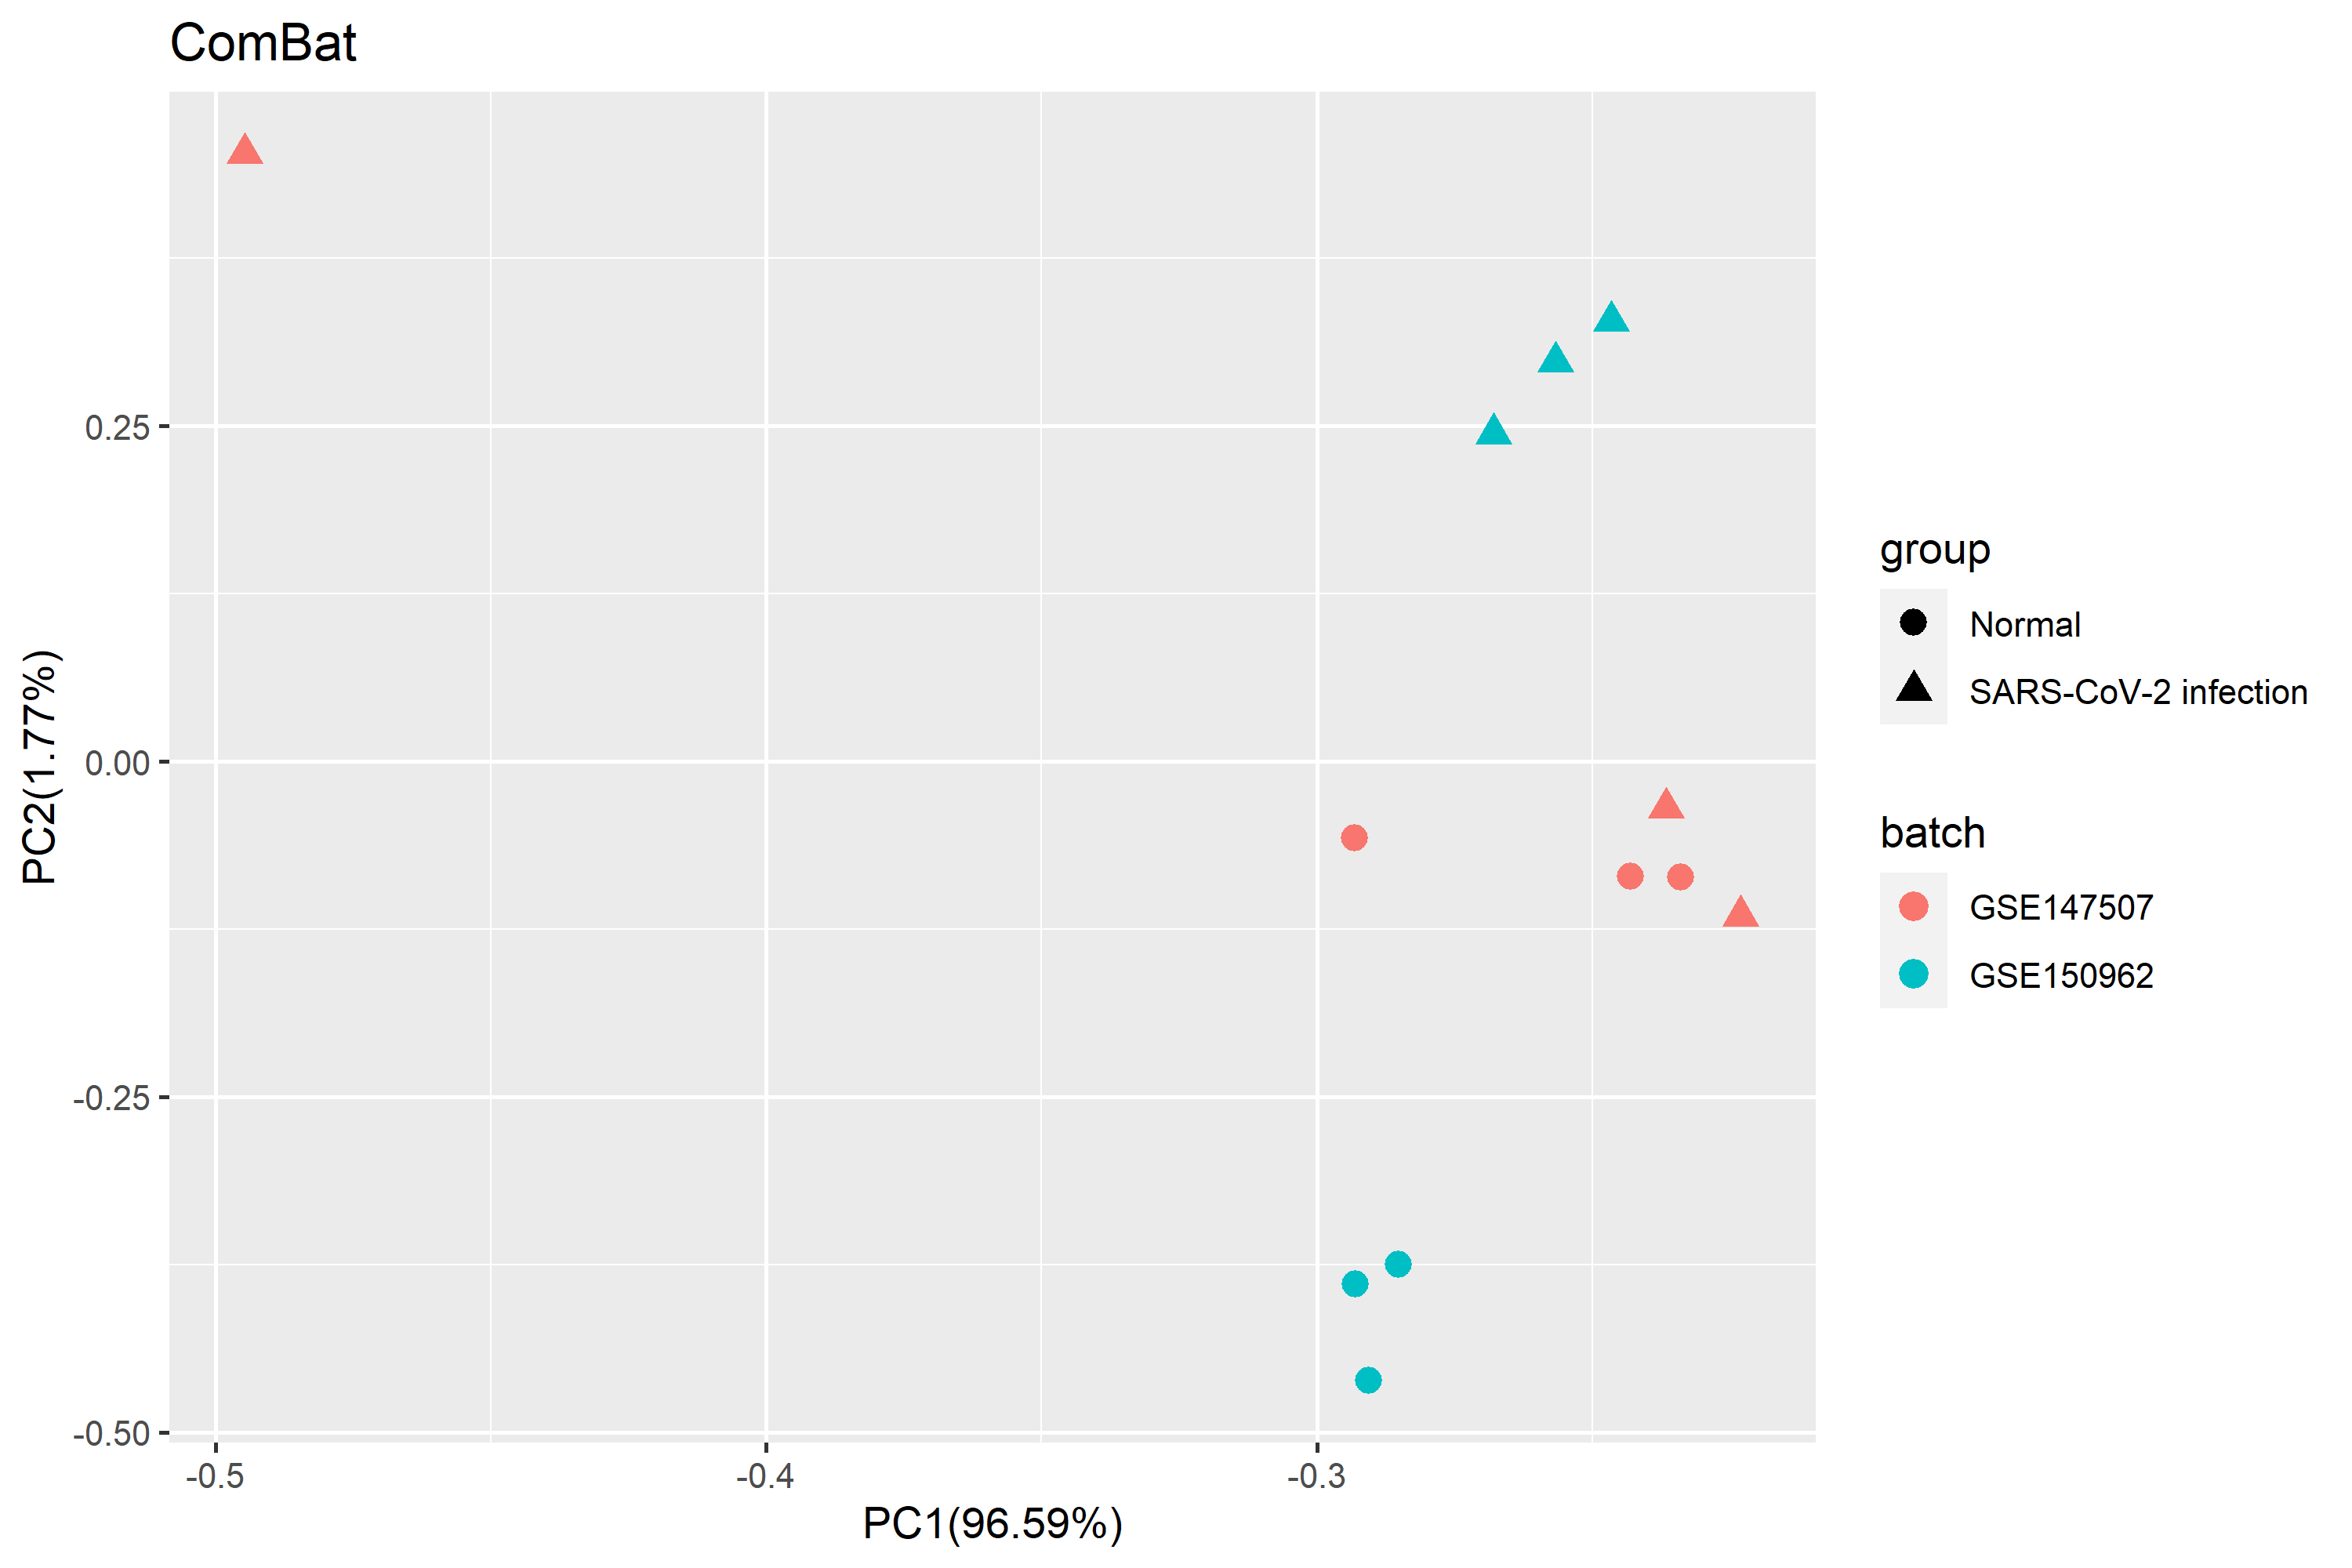 ComBat
PC2(1.77%)
0.25
0.00
-0.25
-0.50
-0.5
-0.4
-0.3
PC1(96.59%)
group
Normal
SARS-CoV-2 infection
batch
GSE147507
GSE150962